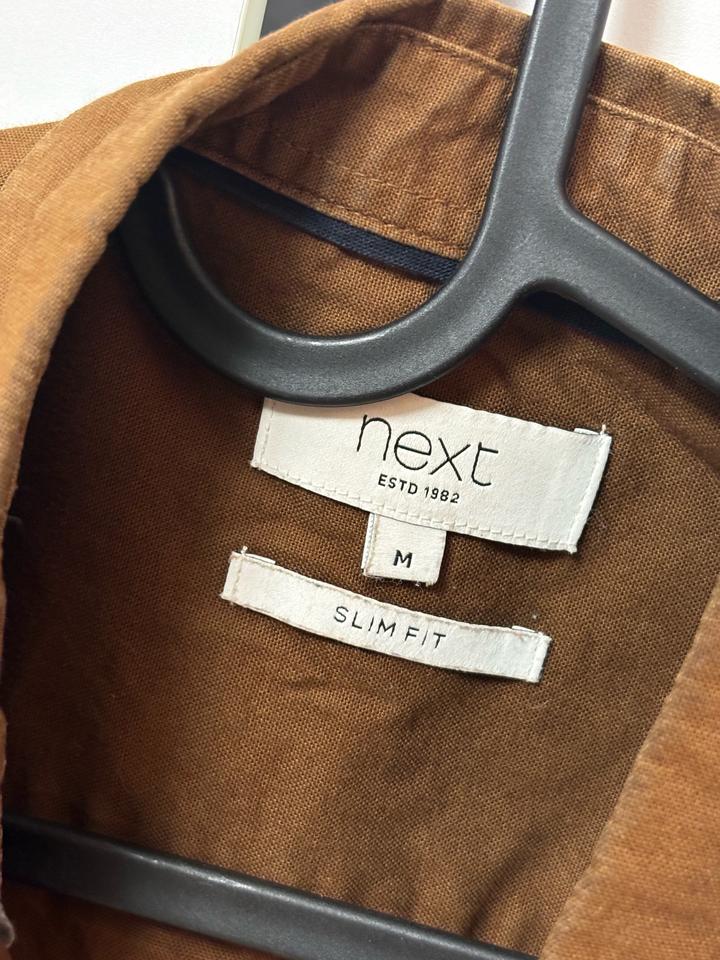 next
ESTD 1982
M
SLIM FIT